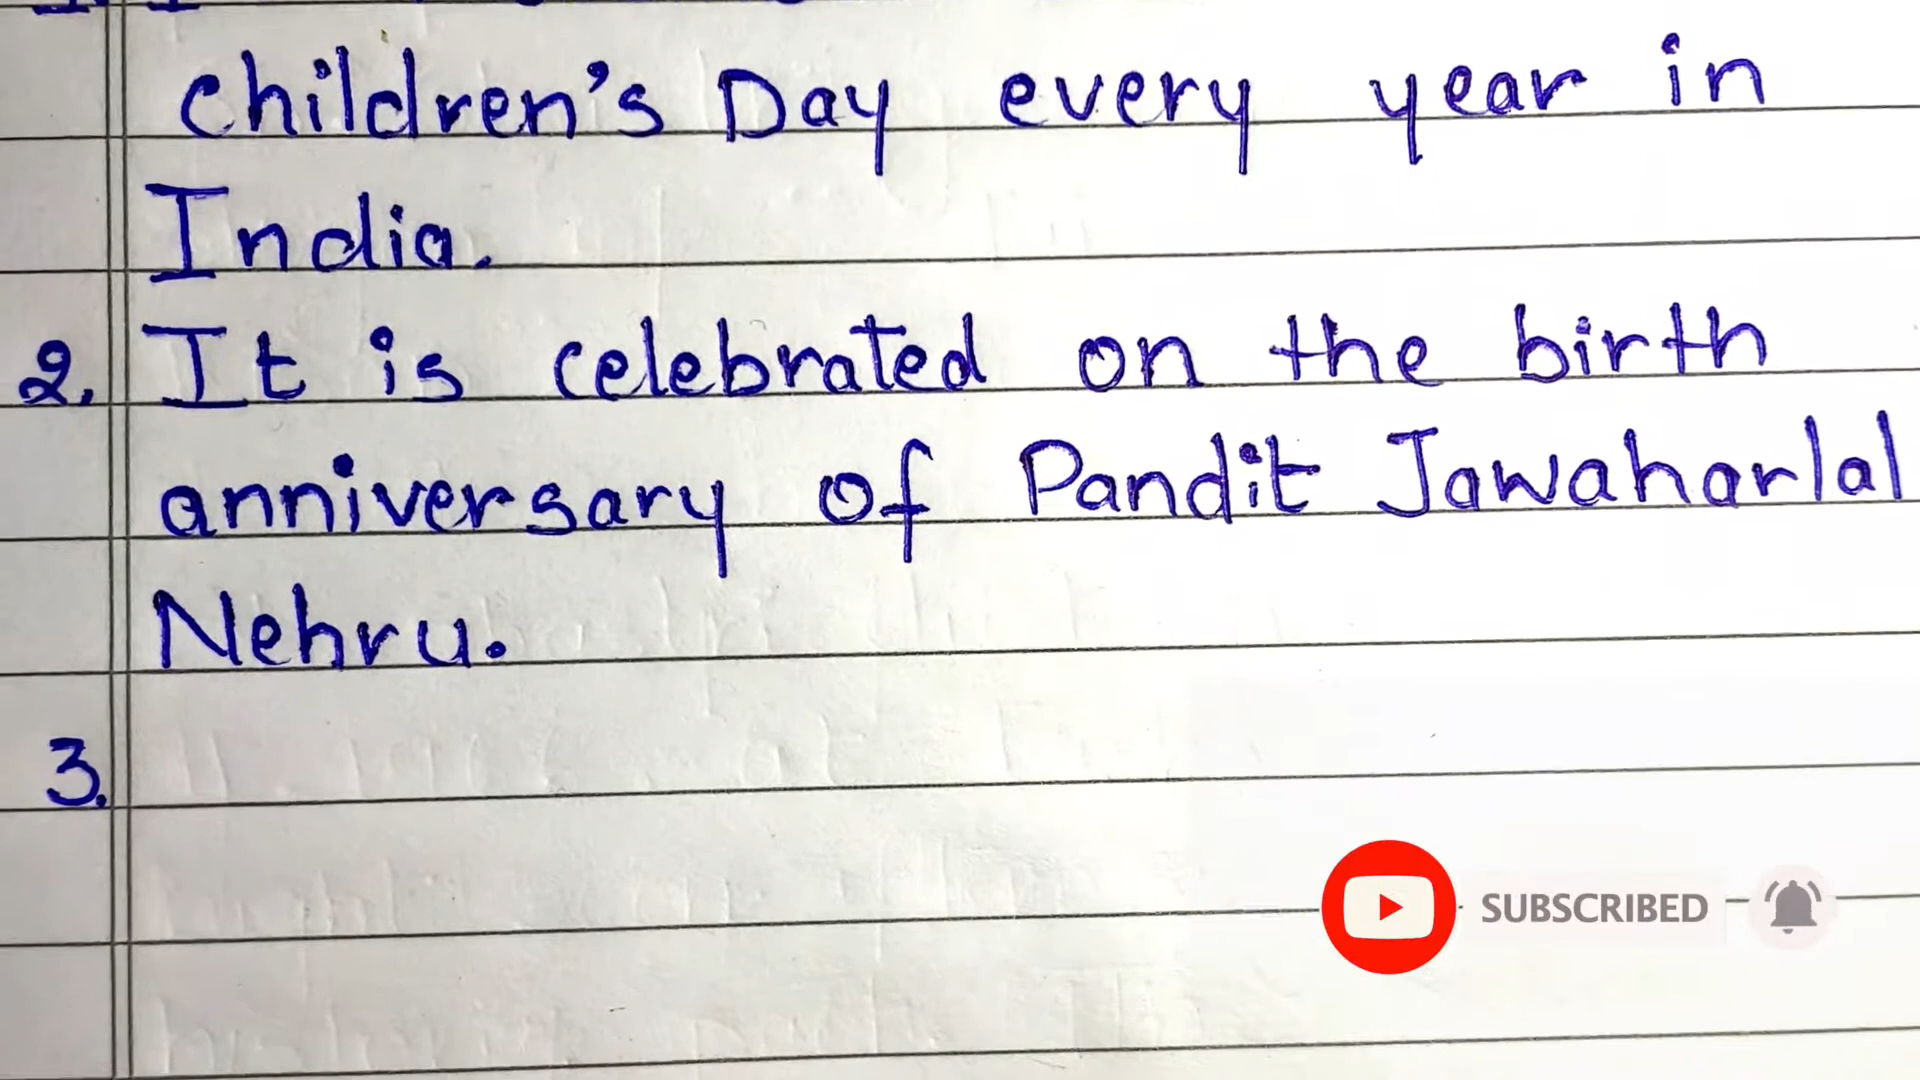 children's Day every year in
India.
2. It is celebrated on the birth
anniversary of Pandit Jawaharlal
Nehru.
3.
SUBSCRIBED